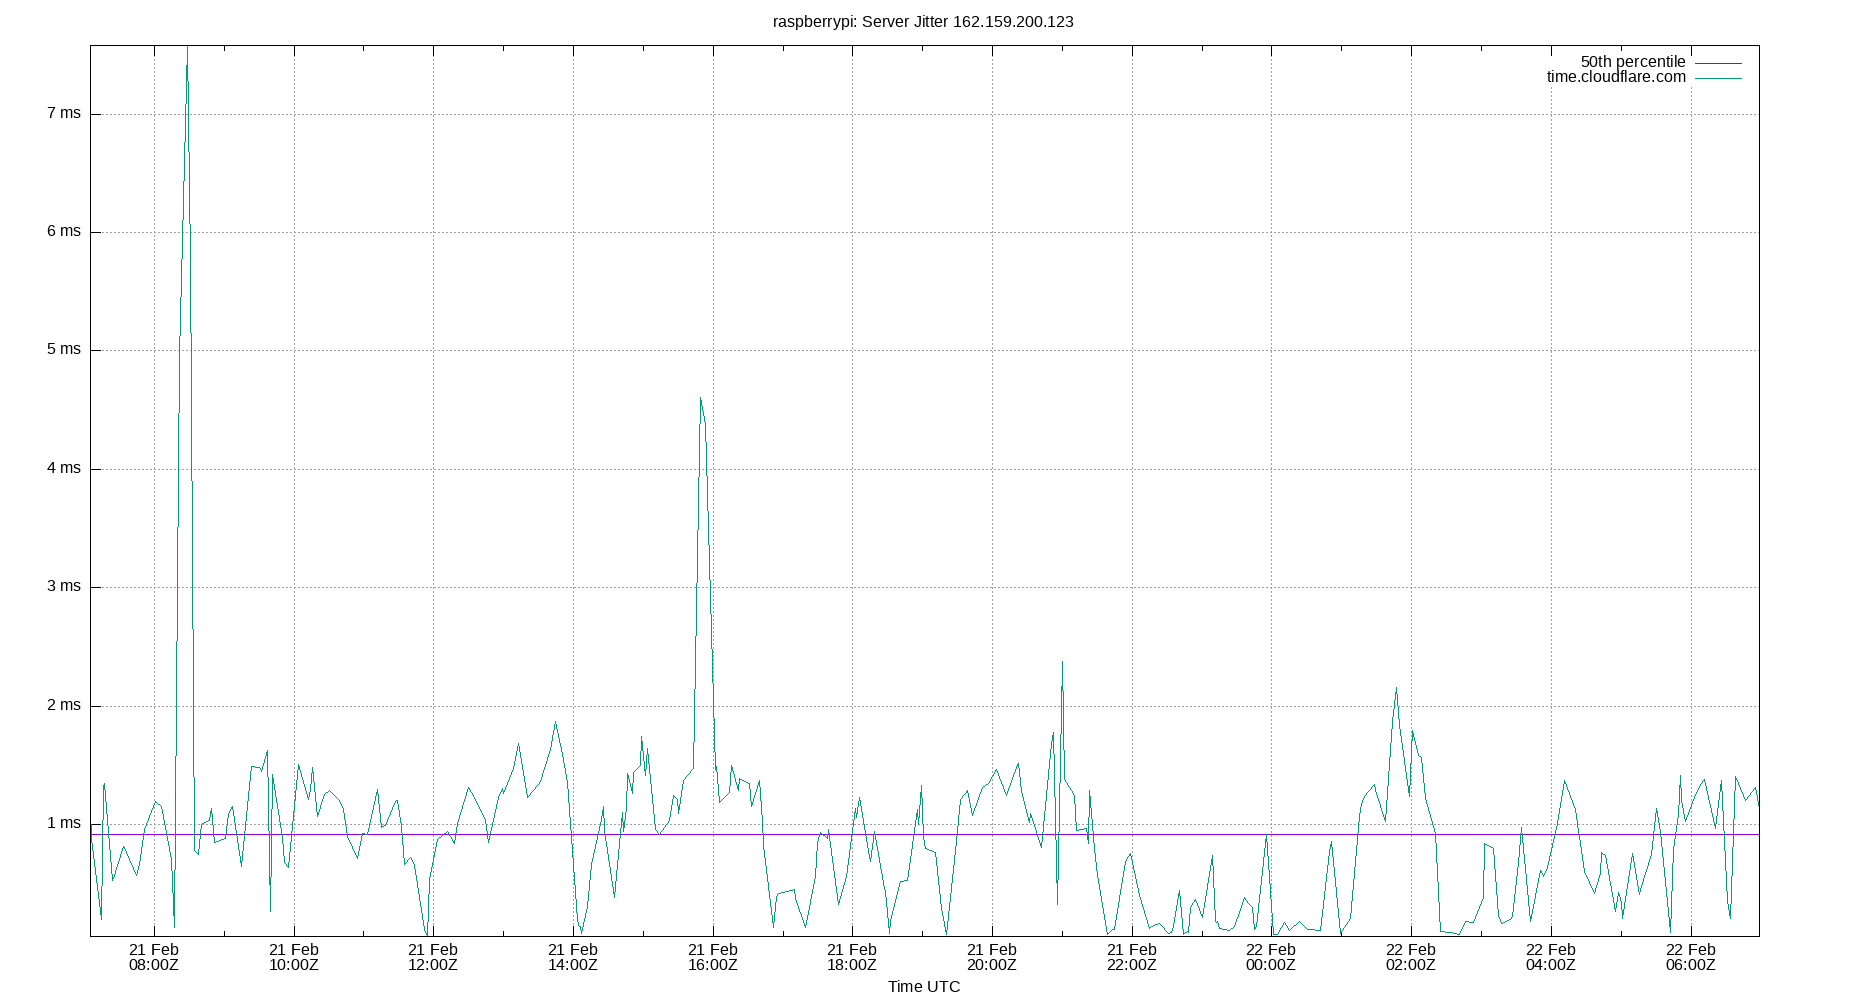 raspberrypi: Server Jitter 162.159.200.123
50th percentile
time.cloudflare.com
7 ms
6 ms
5 ms
4 ms
3 ms
2 ms
1 ms
21 Feb 21 Feb 21 Feb 21 Feb 21 Feb 21 Feb 21 Feb 21 Feb 22 Feb 22 Feb 22 Feb 22 Feb
08:00Z 10:00Z 12:00Z 14:00Z 16:00Z 18:00Z 20:00Z 22:00Z 00:00Z 02:00Z 04:00Z 06:00Z
Time UTC